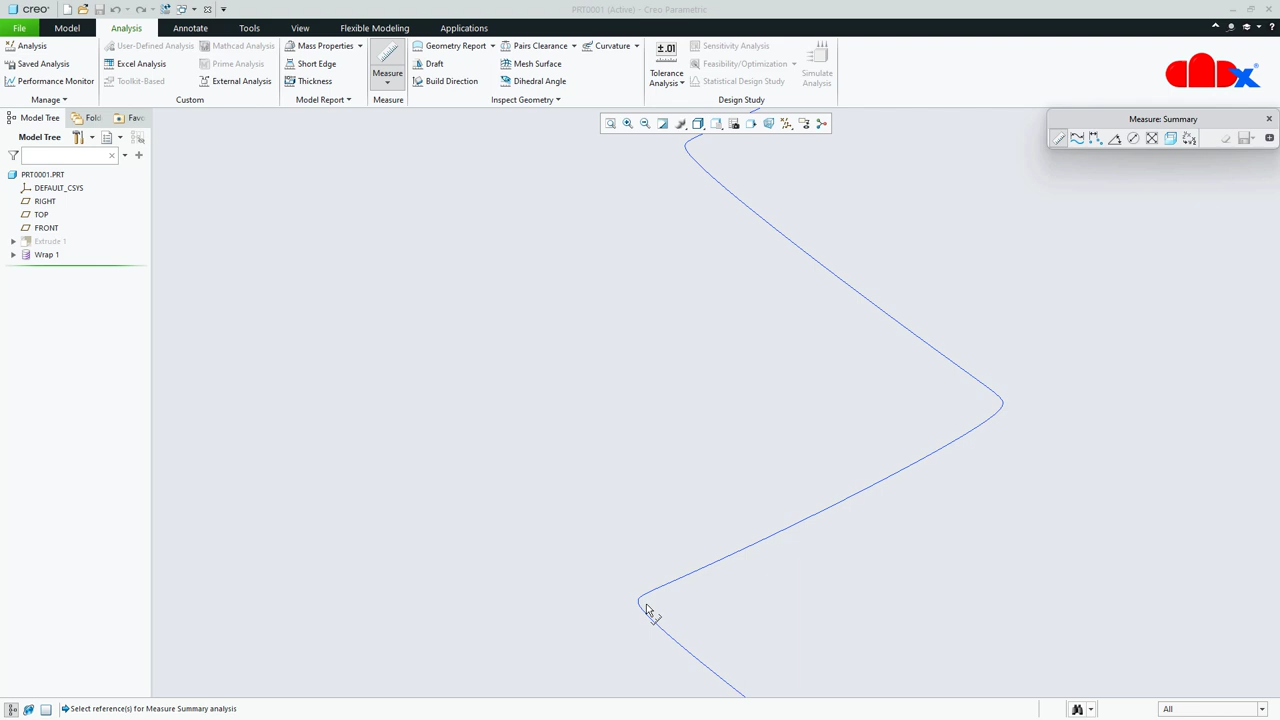 creo
PRT0001 (Active) - Creo Parametric
File Model Analysis Annotate Tools View Flexible Modeling Applications
Analysis
Saved Analysis
Performance Monitor
Manage
User-Defined Analysis
Excel Analysis
Toolkit-Based
Mathcad Analysis
Prime Analysis
External Analysis
Custom
Mass Properties
Short Edge
Thickness
Model Report
Measure
Measure
Geometry Report
Draft
Build Direction
Pairs Clearance
Mesh Surface
Dihedral Angle
Curvature
Inspect Geometry
±.01
Tolerance
Analysis
Sensitivity Analysis
Feasibility/Optimization
Statistical Design Study
Simulate
Analysis
Design Study
Model Tree Fold Fav
Model Tree
PRT0001.PRT
DEFAULT_CSYS
RIGHT
TOP
FRONT
Extrude 1
Wrap 1
Measure: Summary
Select reference(s) for Measure Summary analysis
All